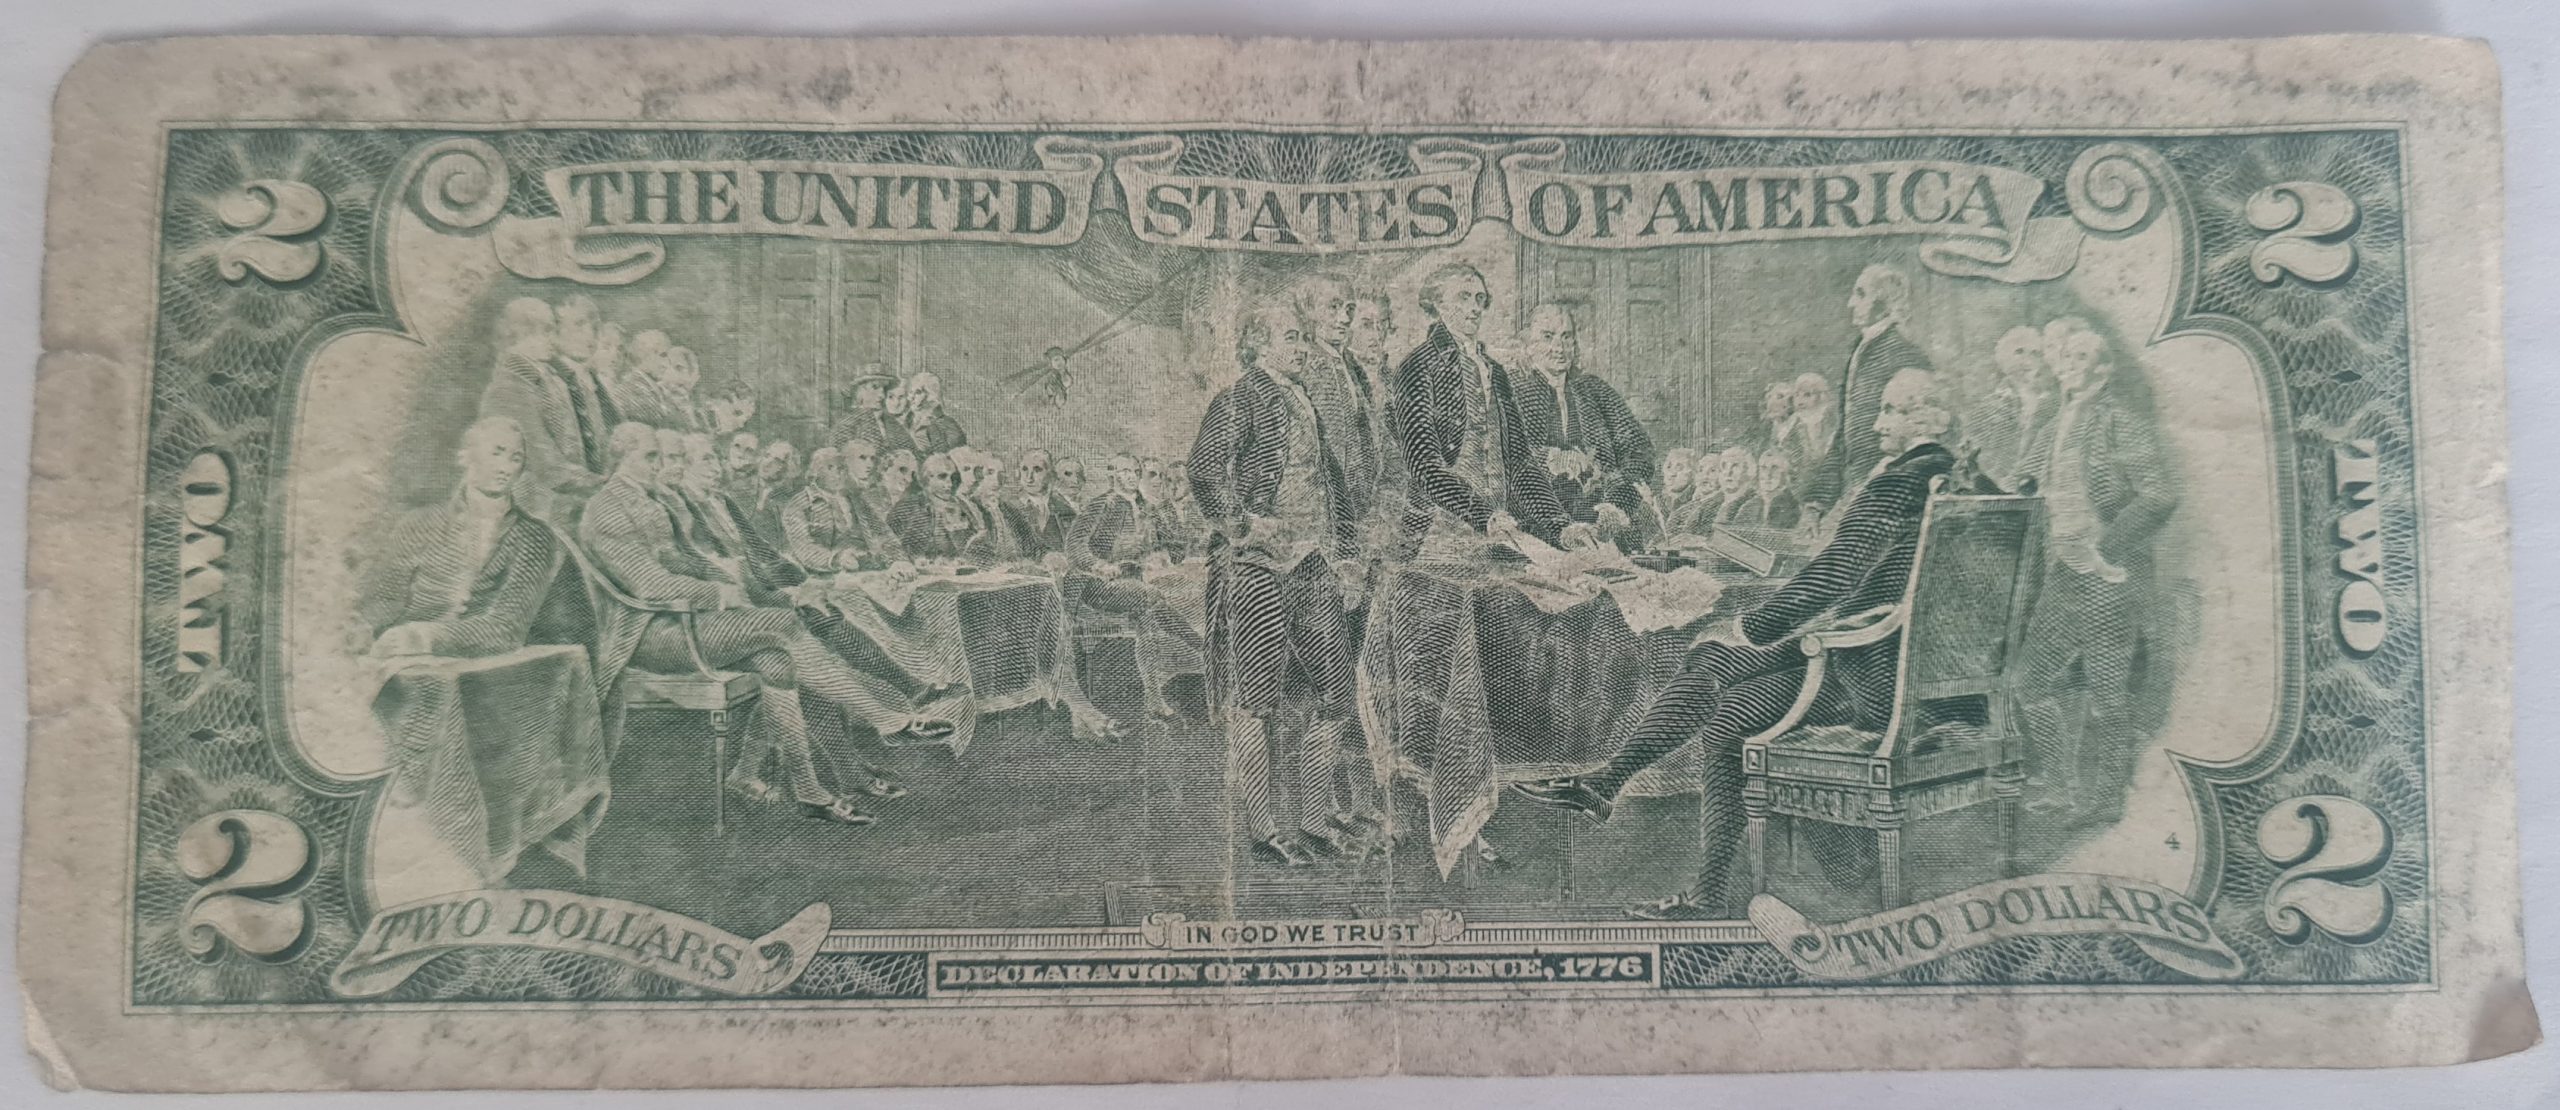 THE UNITED STATES OF AMERICA
2
2
TWO
TWO
4
2
2
TWO DOLLARS
IN GOD WE TRUST
TWO DOLLARS
DECLARATION OF INDEPENDENCE, 1776